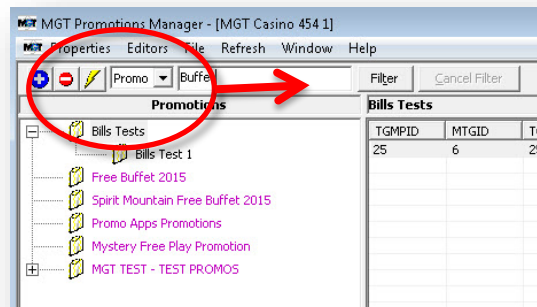 MGT MGT Promotions Manager - [MGT Casino 454 1]
MGT Properties Editors File Refresh Window Help
Promo Buffet Filter Cancel Filter
Promotions Bills Tests
Bills Tests TGMPID MTGID
Bills Test 1 25 6
Free Buffet 2015
Spirit Mountain Free Buffet 2015
Promo Apps Promotions
Mystery Free Play Promotion
MGT TEST - TEST PROMOS